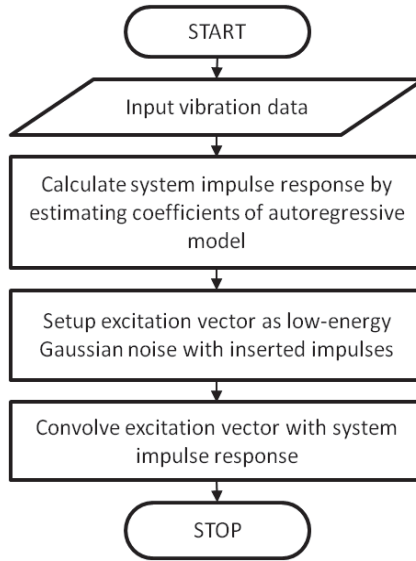 START
Input vibration data
Calculate system impulse response by
estimating coefficients of autoregressive
model
Setup excitation vector as low-energy
Gaussian noise with inserted impulses
Convolve excitation vector with system
impulse response
STOP